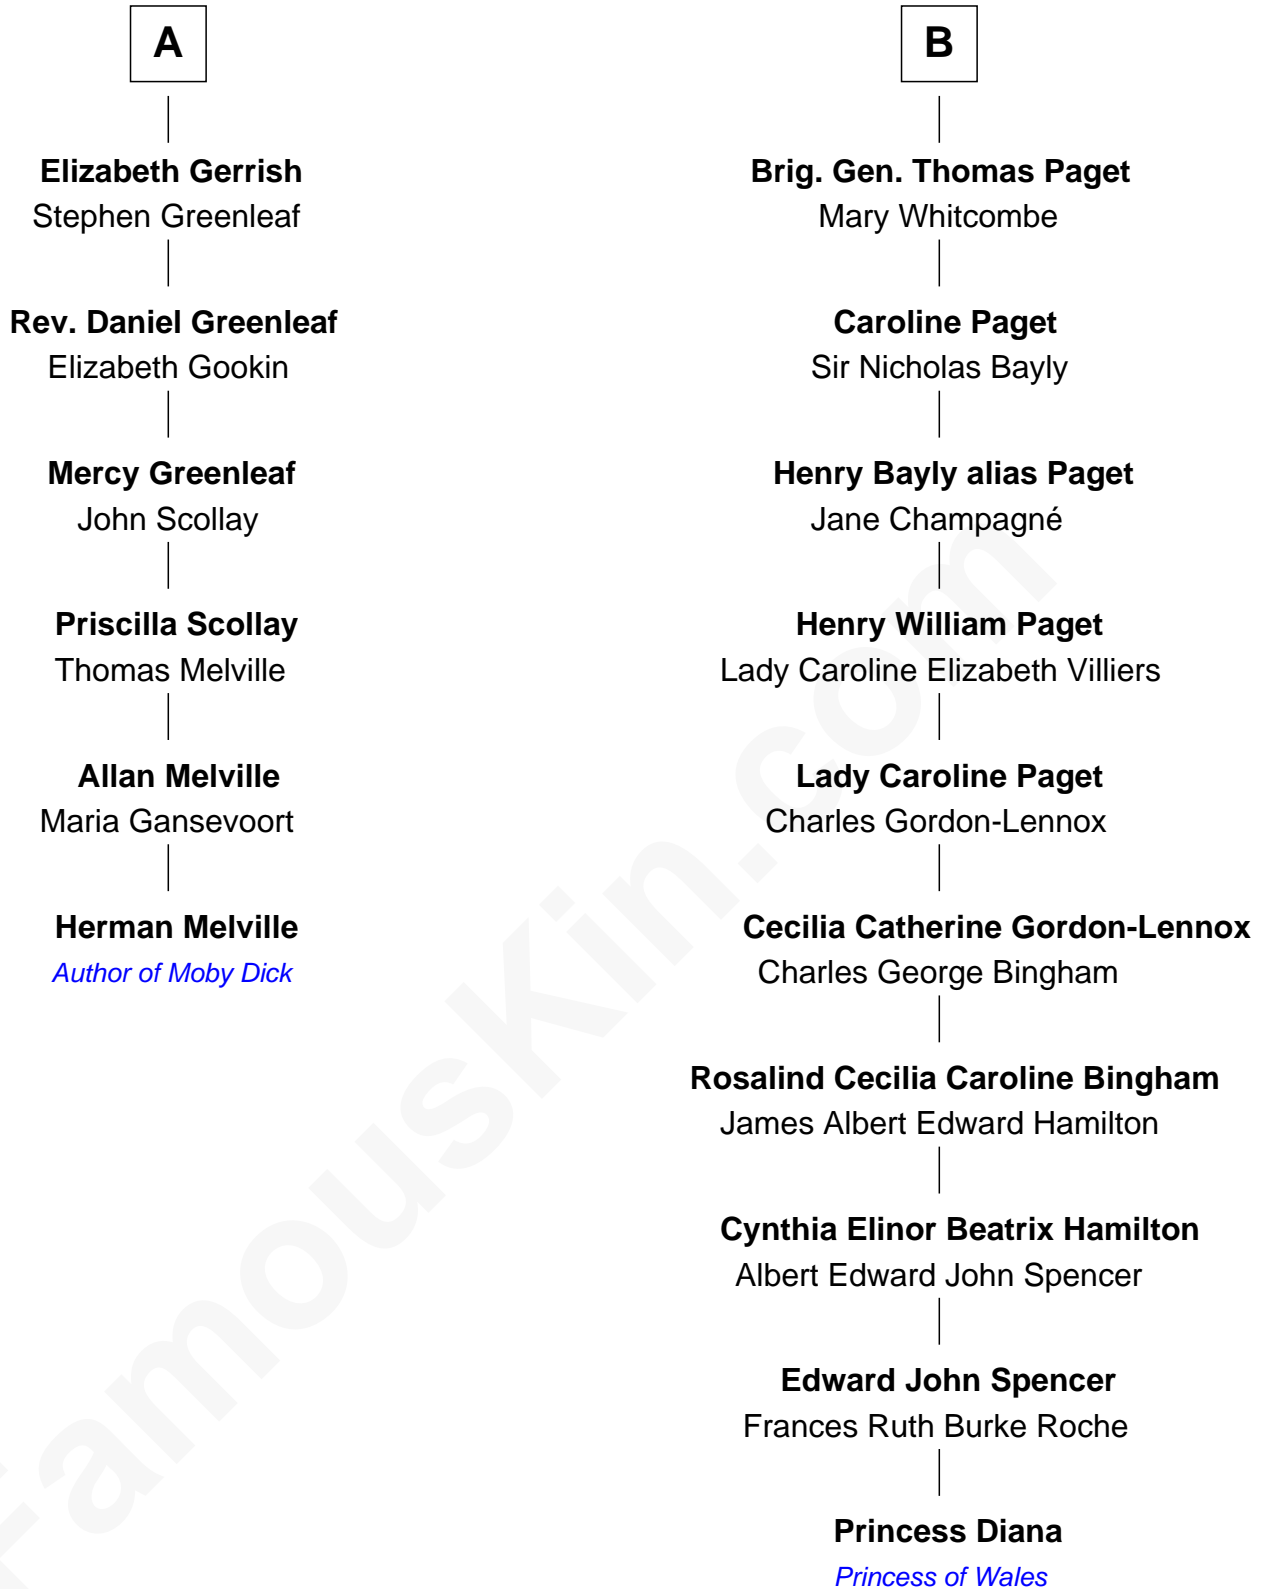 A
Elizabeth Gerrish
Stephen Greenleaf
Rev. Daniel Greenleaf
Elizabeth Gookin
Mercy Greenleaf
John Scollay
Priscilla Scollay
Thomas Melville
Allan Melville
Maria Gansevoort
Herman Melville
Author of Moby Dick
B
Brig. Gen. Thomas Paget
Mary Whitcombe
Caroline Paget
Sir Nicholas Bayly
Henry Bayly alias Paget
Jane Champagné
Henry William Paget
Lady Caroline Elizabeth Villiers
Lady Caroline Paget
Charles Gordon-Lennox
Cecilia Catherine Gordon-Lennox
Charles George Bingham
Rosalind Cecilia Caroline Bingham
James Albert Edward Hamilton
Cynthia Elinor Beatrix Hamilton
Albert Edward John Spencer
Edward John Spencer
Frances Ruth Burke Roche
Princess Diana
Princess of Wales
FamousKin.com